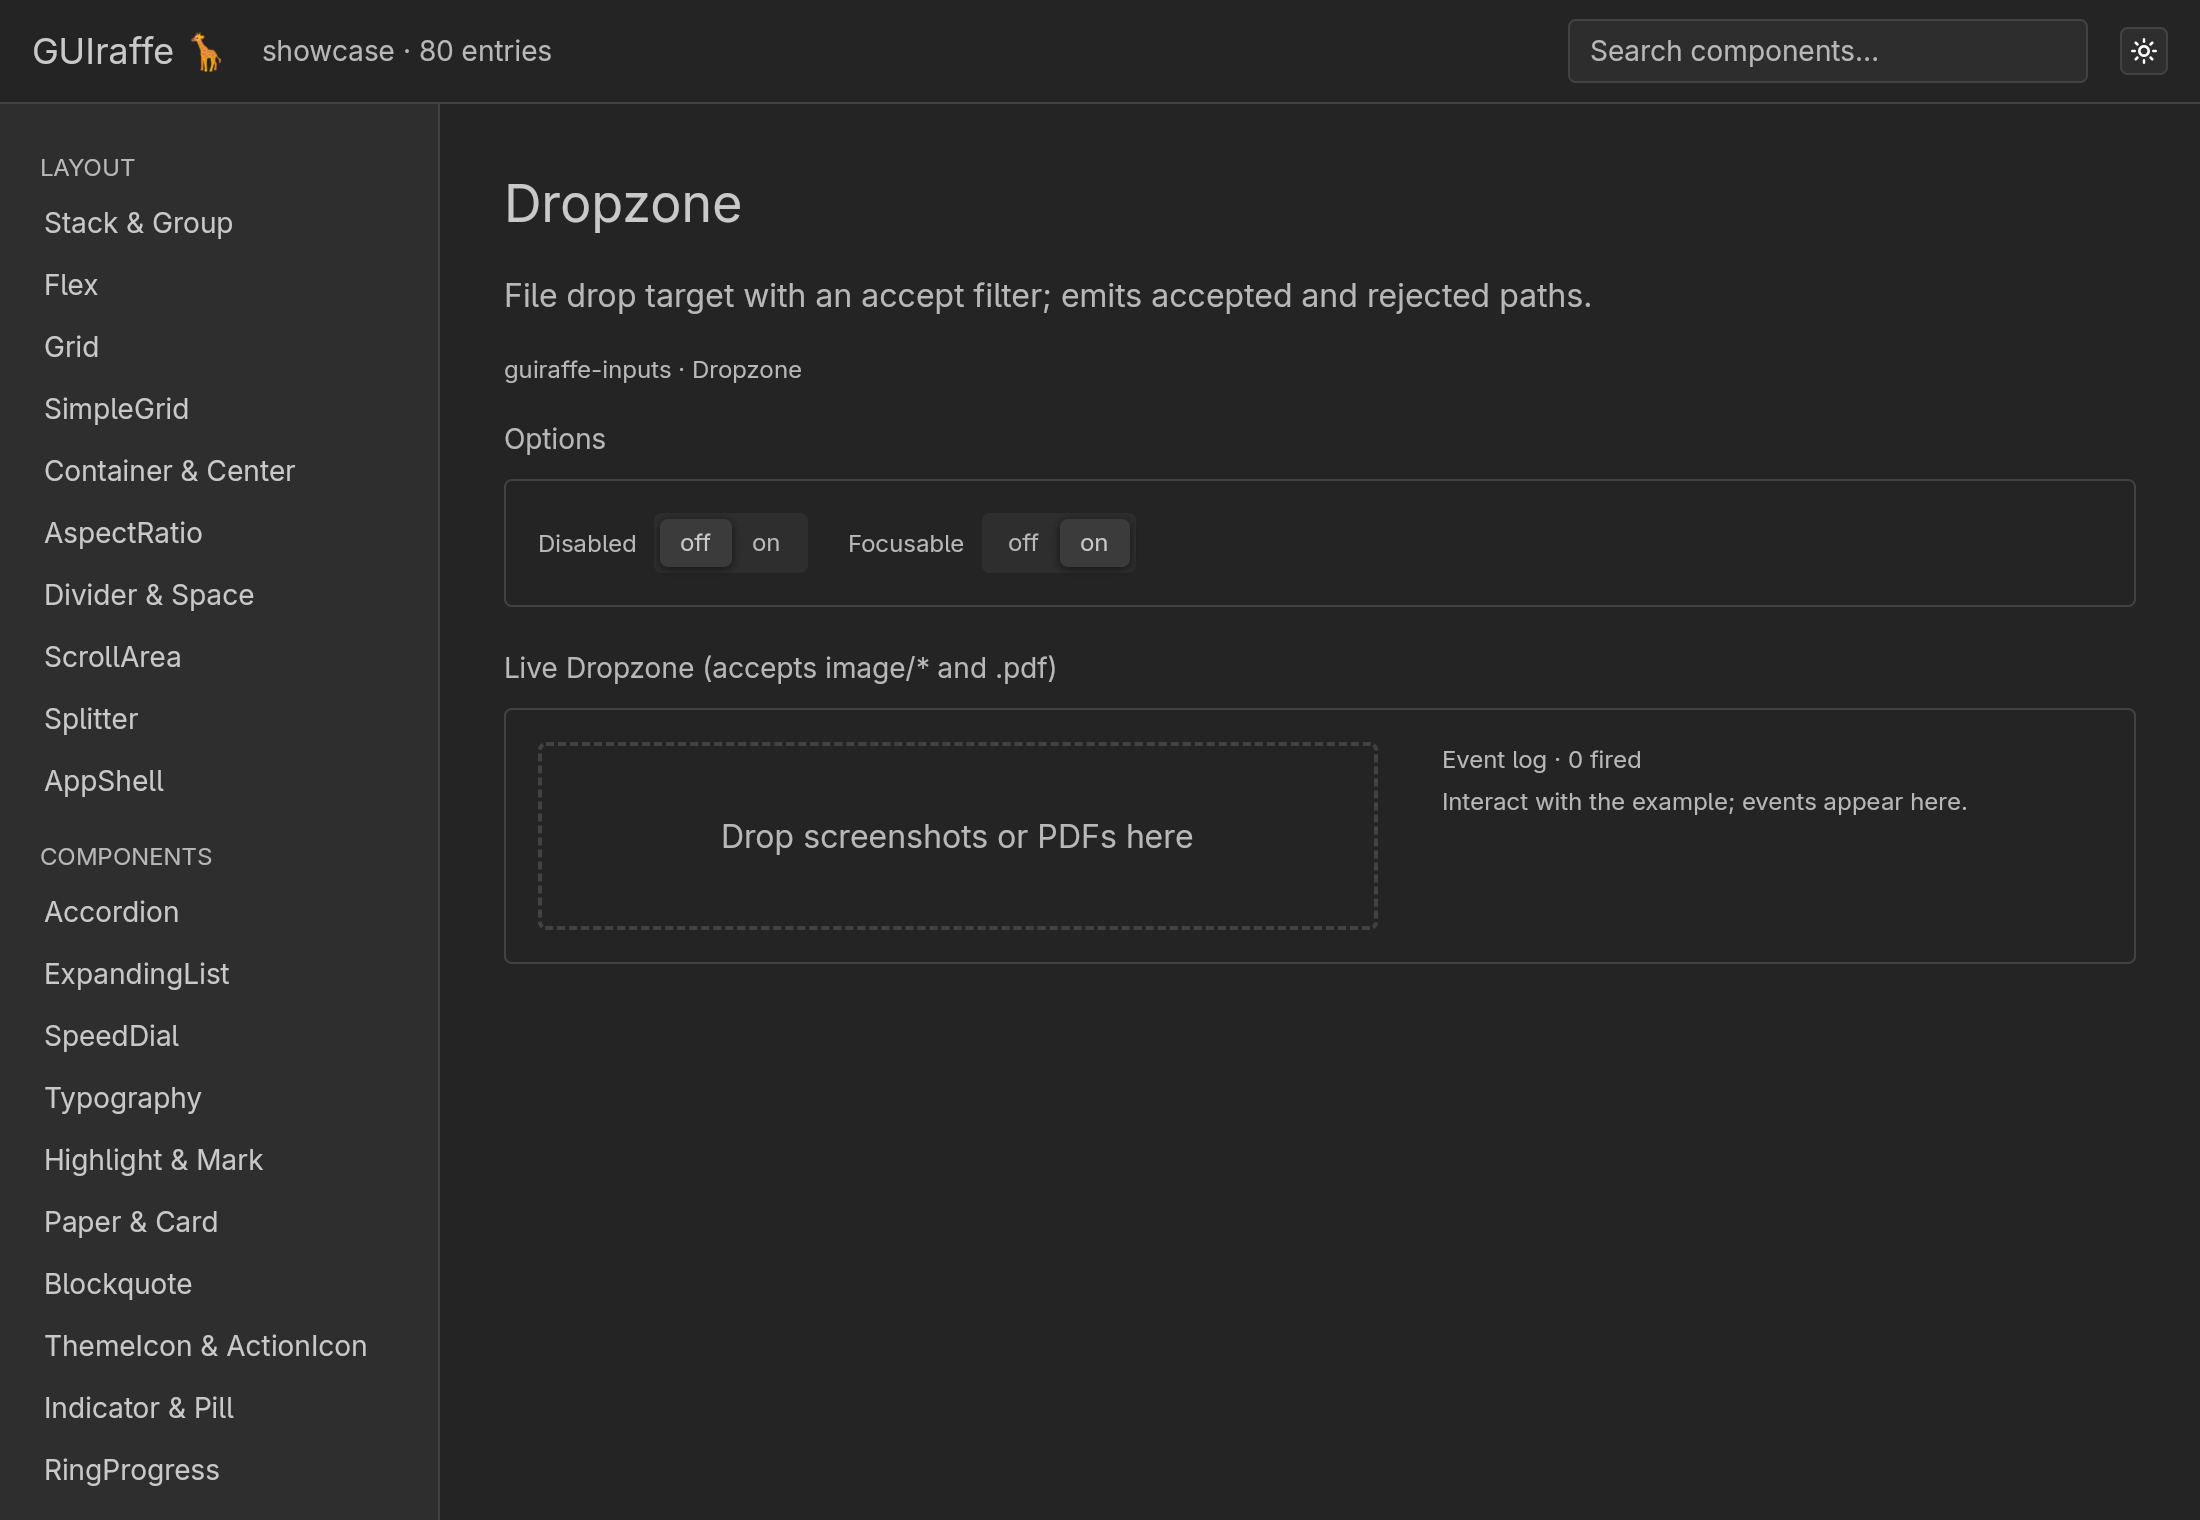 GUIraffe 🦒 showcase · 80 entries
Search components...
LAYOUT
Stack & Group
Flex
Grid
SimpleGrid
Container & Center
AspectRatio
Divider & Space
ScrollArea
Splitter
AppShell
COMPONENTS
Accordion
ExpandingList
SpeedDial
Typography
Highlight & Mark
Paper & Card
Blockquote
ThemeIcon & ActionIcon
Indicator & Pill
RingProgress
Dropzone
File drop target with an accept filter; emits accepted and rejected paths.
guiraffe-inputs · Dropzone
Options
Disabled off on Focusable off on
Live Dropzone (accepts image/* and .pdf)
Drop screenshots or PDFs here
Event log · 0 fired
Interact with the example; events appear here.